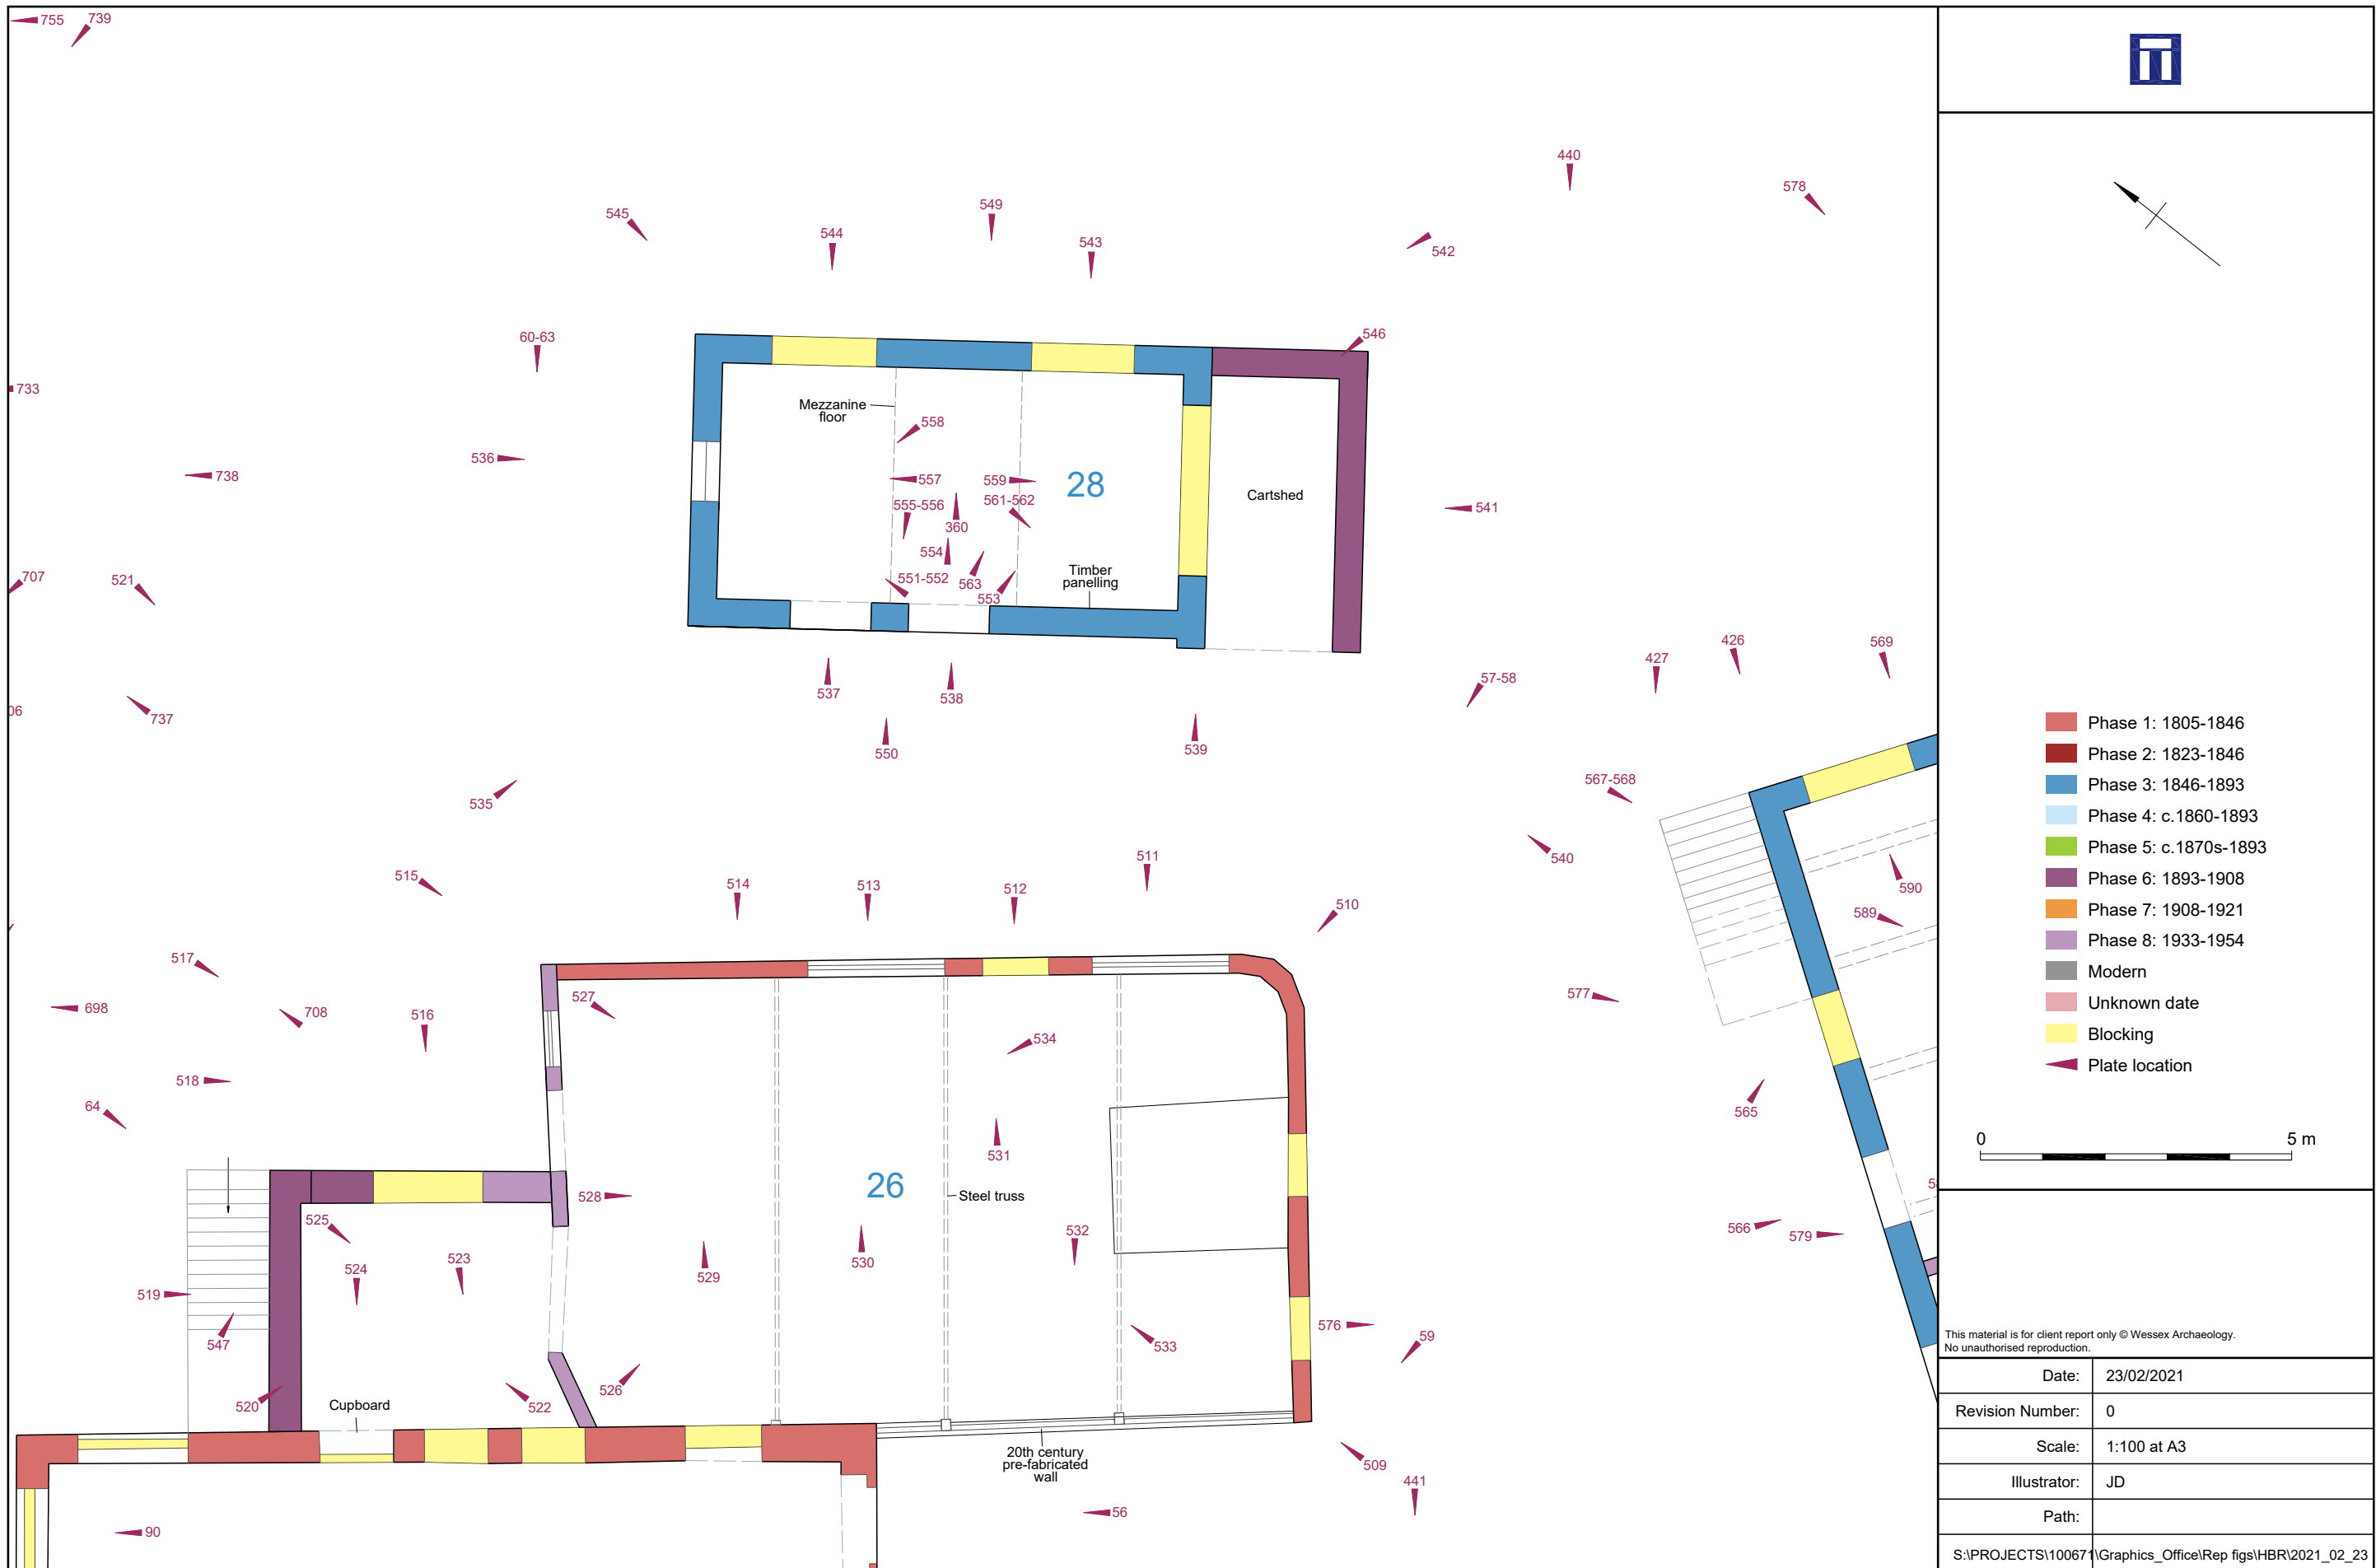 755
739
440
578
545
549
544
543
542
60-63
546
733
Mezzanine
floor
558
536
738
557
559
28
555-556
561-562
Cartshed
541
360
554
707
521
551-552
563
Timber
panelling
553
426
569
427
57-58
537
538
06
737
550
539
535
567-568
511
540
515
514
513
512
590
510
589
517
527
577
698
708
516
534
518
64
565
531
26
528
Steel truss
525
532
566
579
523
524
530
529
519
576
59
547
533
526
520
Cupboard
522
20th century
pre-fabricated
wall
509
441
56
90
Phase 1: 1805-1846
Phase 2: 1823-1846
Phase 3: 1846-1893
Phase 4: c.1860-1893
Phase 5: c.1870s-1893
Phase 6: 1893-1908
Phase 7: 1908-1921
Phase 8: 1933-1954
Modern
Unknown date
Blocking
Plate location
0 5 m
This material is for client report only © Wessex Archaeology.
No unauthorised reproduction.
Date: 23/02/2021
Revision Number: 0
Scale: 1:100 at A3
Illustrator: JD
Path:
S:\PROJECTS\100671\Graphics_Office\Rep figs\HBR\2021_02_23